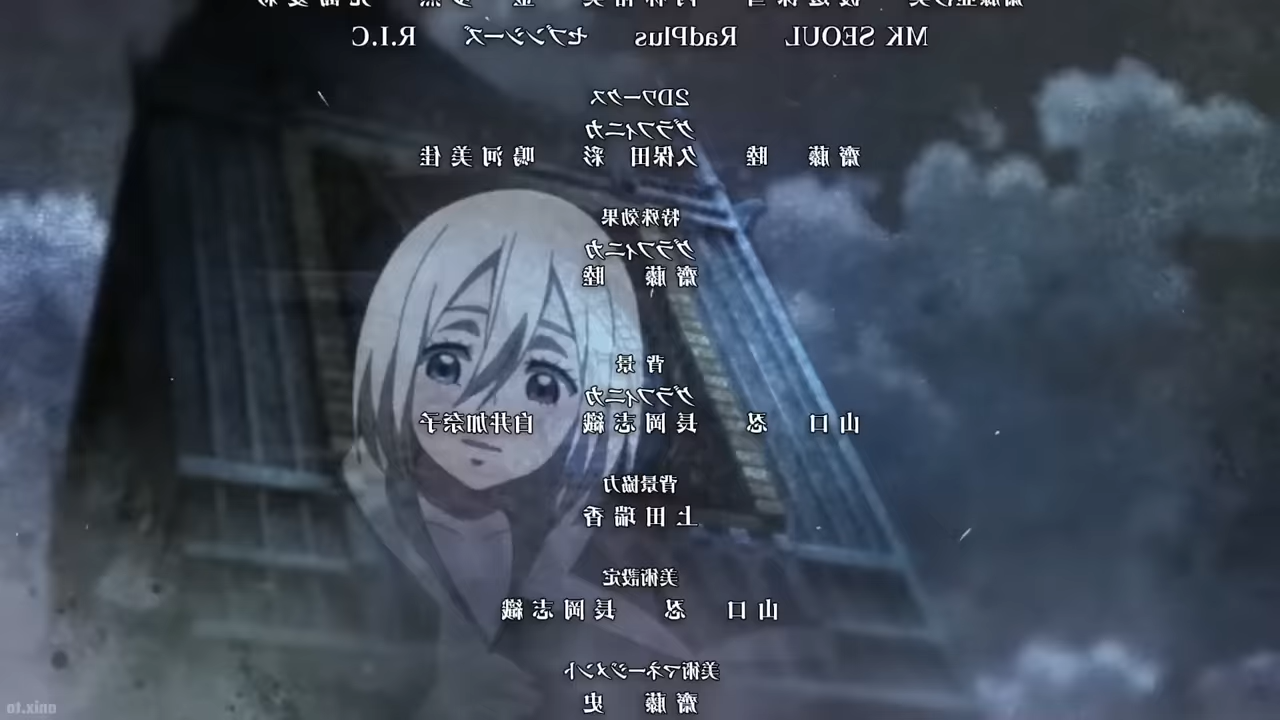 MK SEOUL RadPlus セブンシーズ R.I.C
2Dワークス
グラフィニカ
齋藤 睦 久保田 彩 鳴河美佳
特殊効果
グラフィニカ
齋藤 睦
背景
グラフィニカ
山口 忍 長岡志織 白井加奈子
背景協力
上田瑞香
美術設定
山口 忍 長岡志織
美術マネージメント
齋藤 史
anix.to